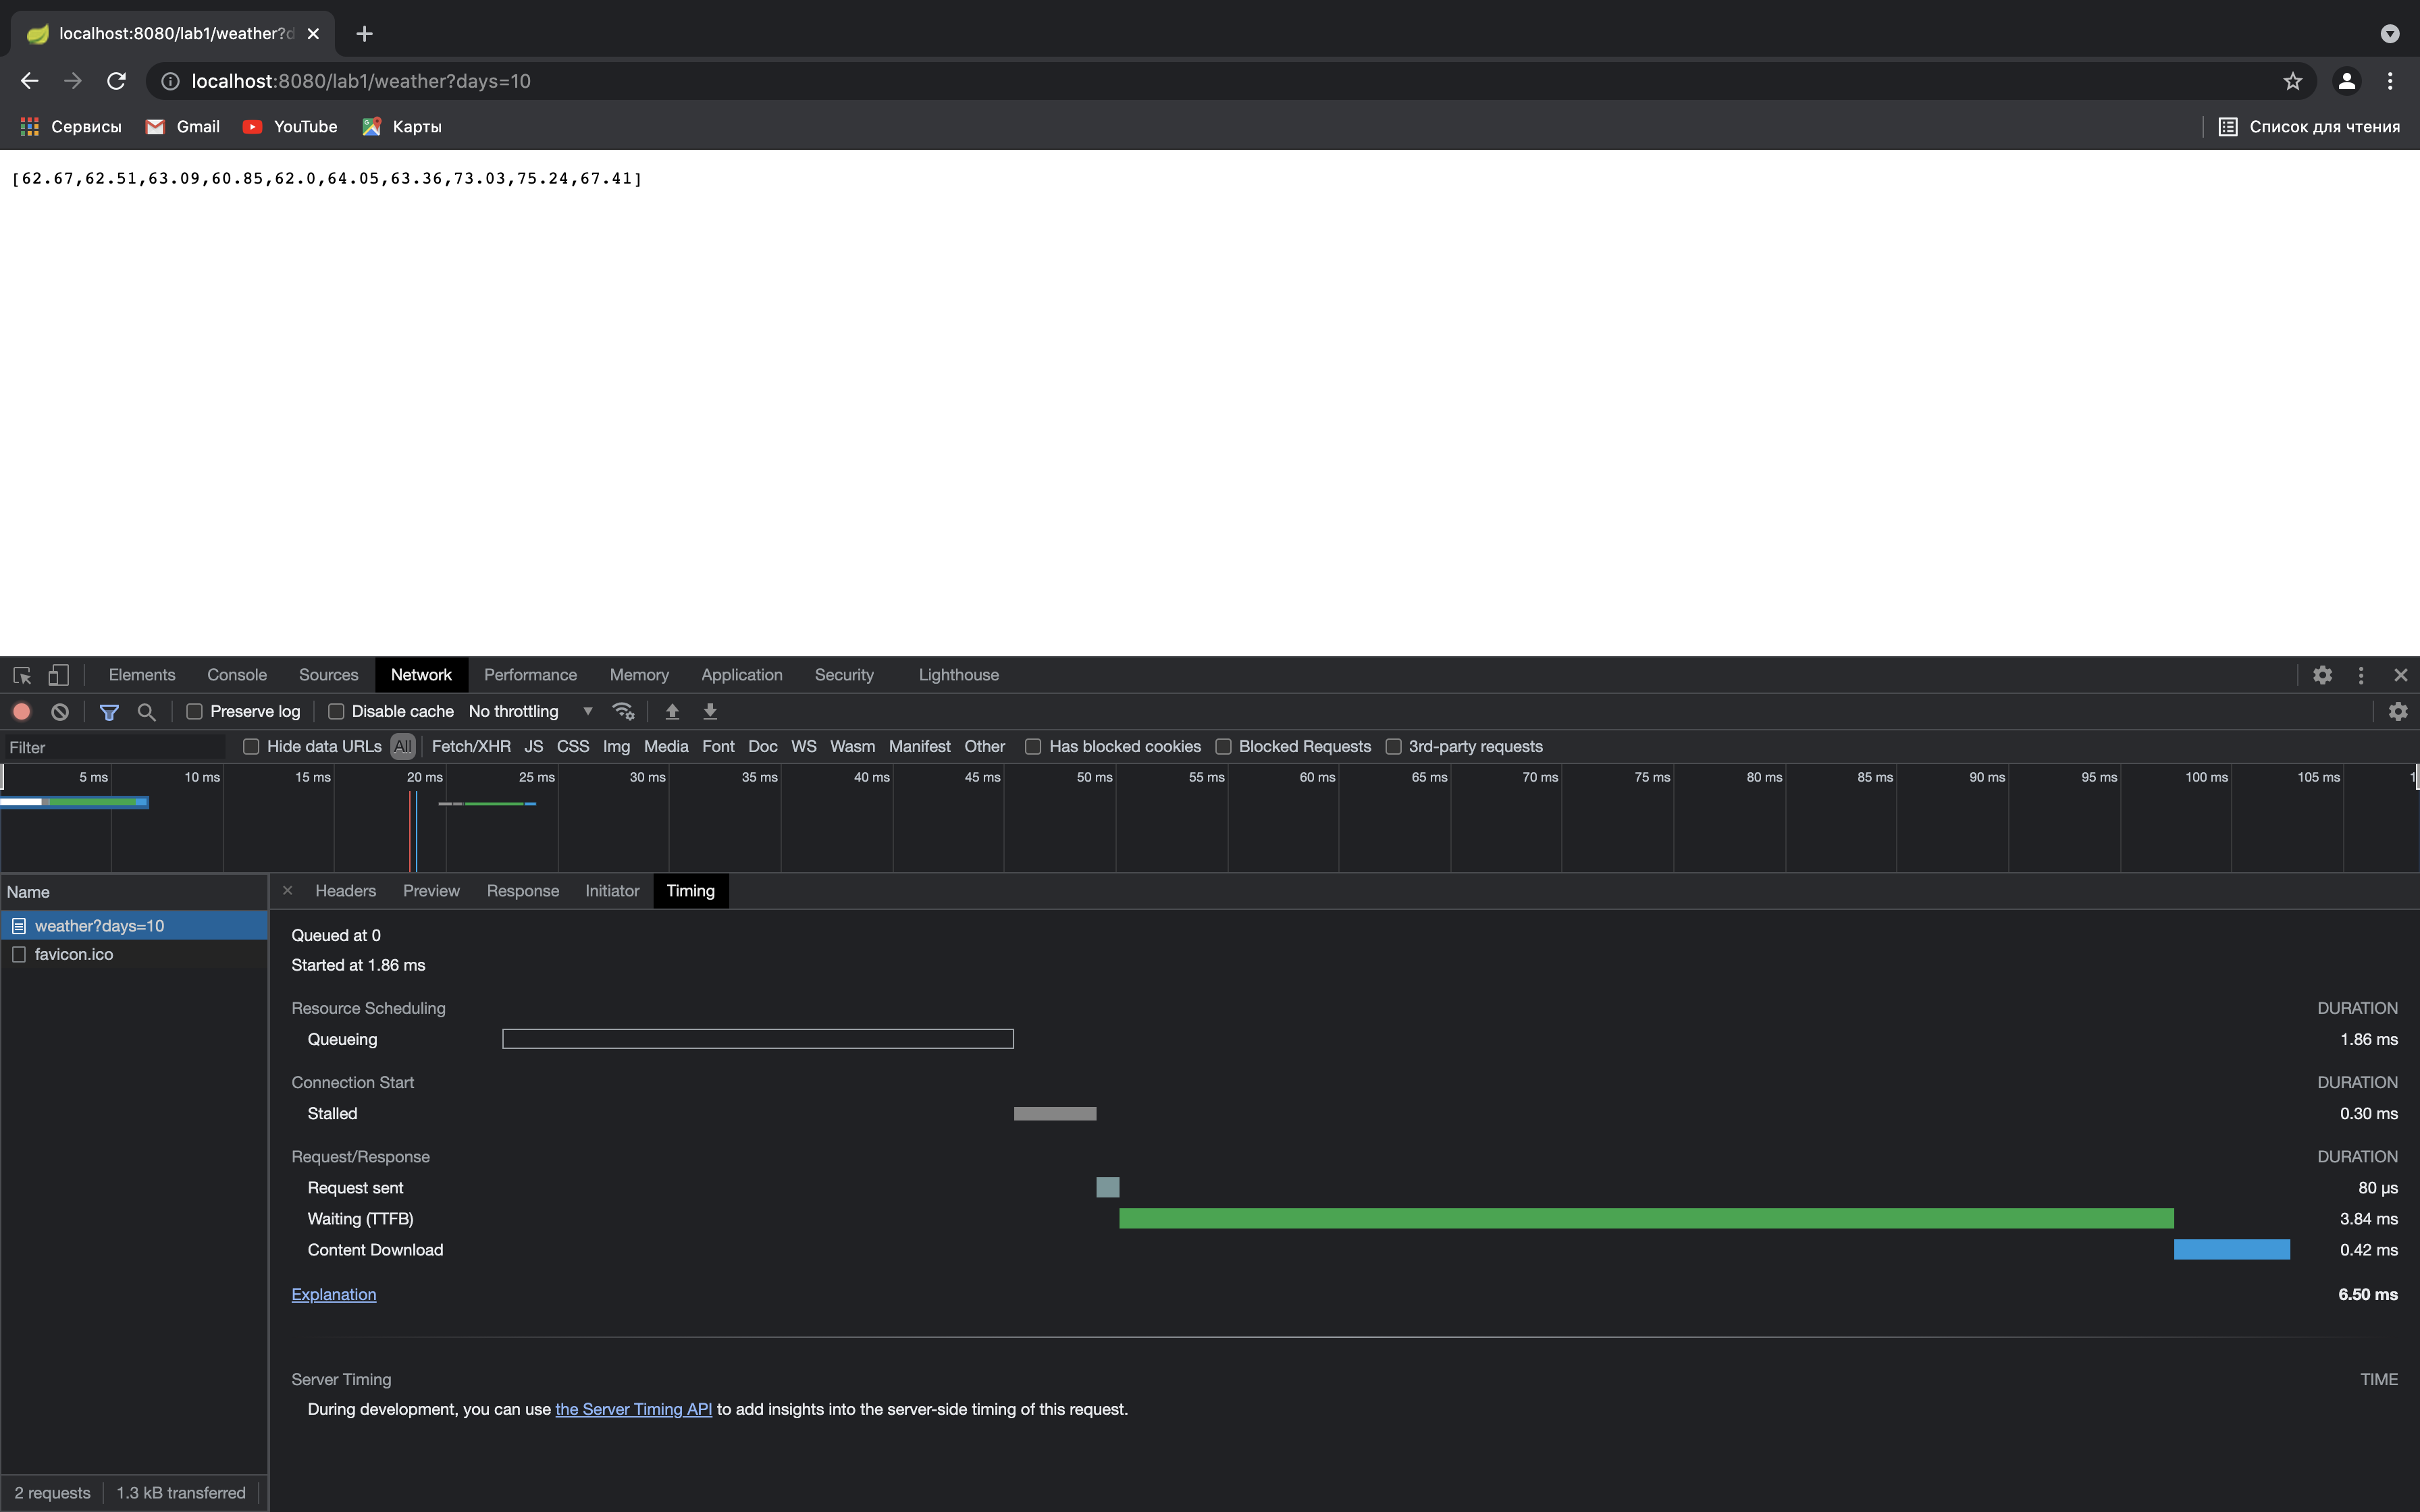 localhost:8080/lab1/weather?d
localhost:8080/lab1/weather?days=10
Сервисы Gmail YouTube Карты Список для чтения
[62.67,62.51,63.09,60.85,62.0,64.05,63.36,73.03,75.24,67.41]
Elements Console Sources Network Performance Memory Application Security Lighthouse
Preserve log Disable cache No throttling
Filter Hide data URLs All Fetch/XHR JS CSS Img Media Font Doc WS Wasm Manifest Other Has blocked cookies Blocked Requests 3rd-party requests
5 ms 10 ms 15 ms 20 ms 25 ms 30 ms 35 ms 40 ms 45 ms 50 ms 55 ms 60 ms 65 ms 70 ms 75 ms 80 ms 85 ms 90 ms 95 ms 100 ms 105 ms 1
Name Headers Preview Response Initiator Timing
weather?days=10
favicon.ico
Queued at 0
Started at 1.86 ms
Resource Scheduling DURATION
Queueing 1.86 ms
Connection Start DURATION
Stalled 0.30 ms
Request/Response DURATION
Request sent 80 µs
Waiting (TTFB) 3.84 ms
Content Download 0.42 ms
Explanation 6.50 ms
Server Timing TIME
During development, you can use the Server Timing API to add insights into the server-side timing of this request.
2 requests 1.3 kB transferred